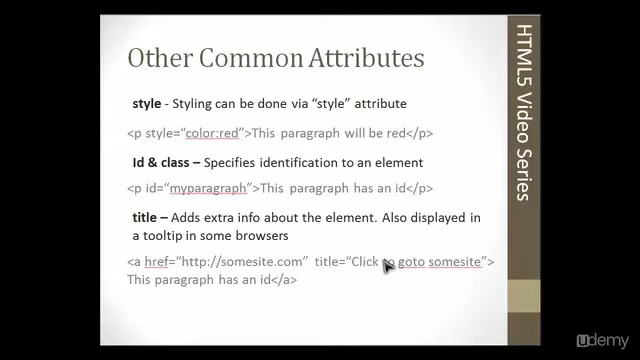 Other Common Attributes
style - Styling can be done via “style” attribute
<p style=“color:red”>This paragraph will be red</p>
Id & class – Specifies identification to an element
<p id=“myparagraph”>This paragraph has an id</p>
title – Adds extra info about the element. Also displayed in
a tooltip in some browsers
<a href=“http://somesite.com” title=“Click to goto somesite”>
This paragraph has an id</a>
HTML5 Video Series
udemy